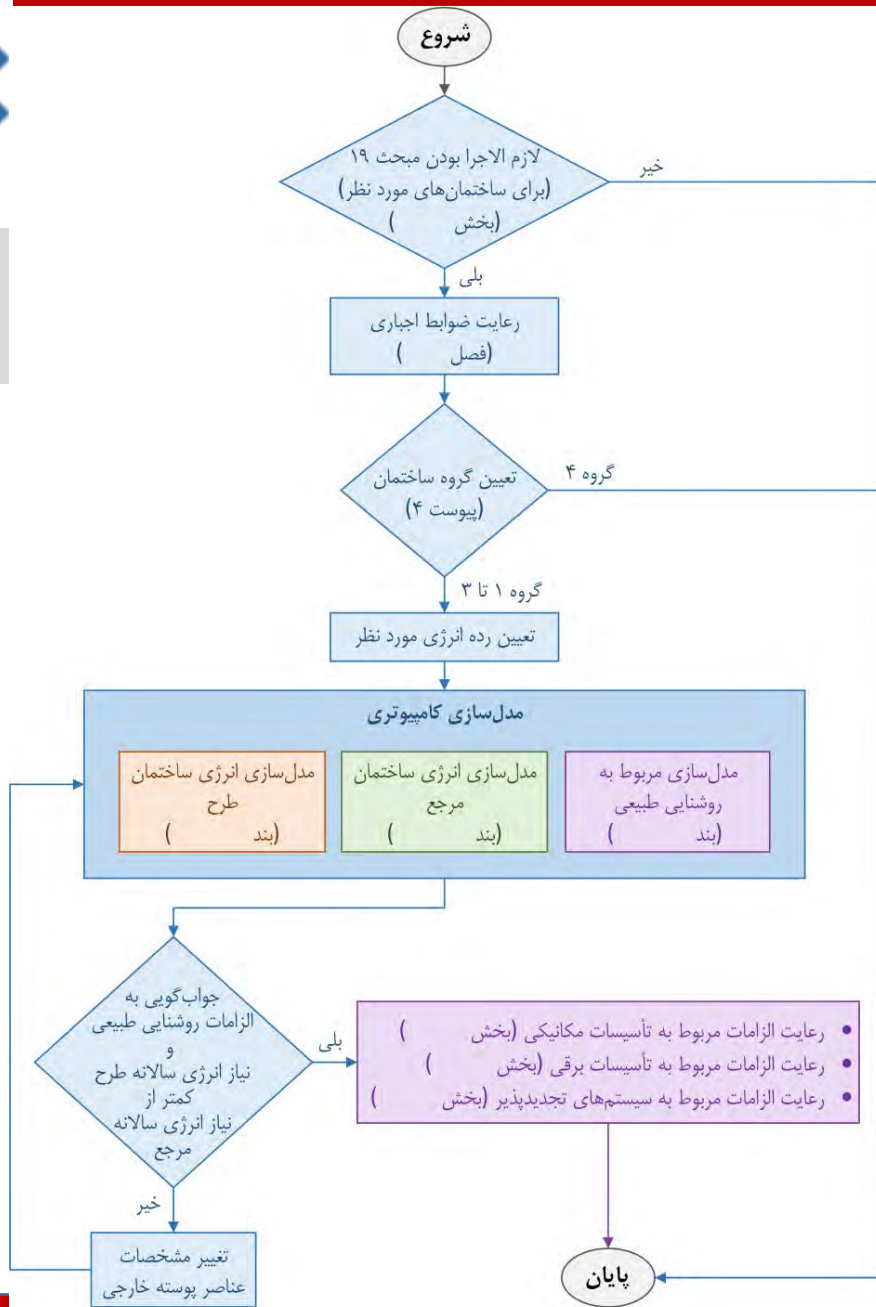 شروع
لازم الاجرا بودن مبحث ۱۹
(برای ساختمان‌های مورد نظر)
(بخش )
خیر
بلی
رعایت ضوابط اجباری
(فصل )
تعیین گروه ساختمان
(پیوست ۴)
گروه ۴
گروه ۱ تا ۳
تعیین رده انرژی مورد نظر
مدل‌سازی کامپیوتری
مدل‌سازی مربوط به
روشنایی طبیعی
(بند )
مدل‌سازی انرژی ساختمان
مرجع
(بند )
مدل‌سازی انرژی ساختمان
طرح
(بند )
جواب‌گویی به
الزامات روشنایی طبیعی
و
نیاز انرژی سالانه طرح
کمتر از
نیاز انرژی سالانه
مرجع
بلی
• رعایت الزامات مربوط به تأسیسات مکانیکی (بخش )
• رعایت الزامات مربوط به تأسیسات برقی (بخش )
• رعایت الزامات مربوط به سیستم‌های تجدیدپذیر (بخش )
خیر
تغییر مشخصات
عناصر پوسته خارجی
پایان